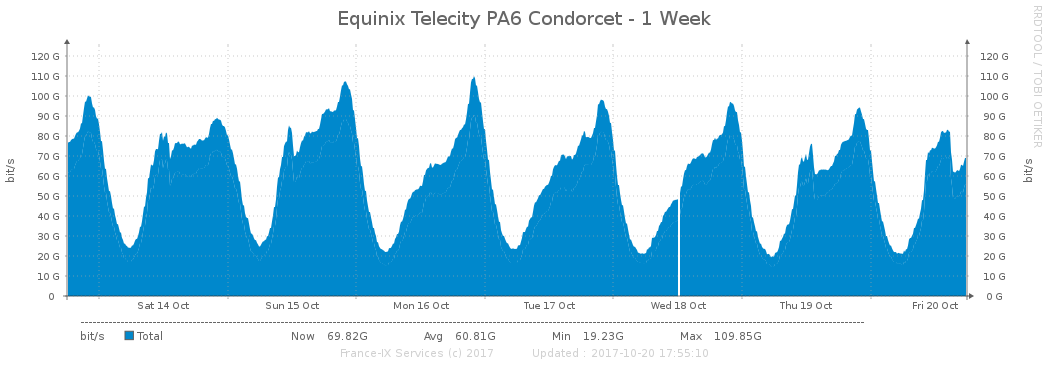 Equinix Telecity PA6 Condorcet - 1 Week
RRDTOOL / TOBI OETIKER
bit/s
bit/s
120 G 120 G
110 G 110 G
100 G 100 G
90 G 90 G
80 G 80 G
70 G 70 G
60 G 60 G
50 G 50 G
40 G 40 G
30 G 30 G
20 G 20 G
10 G 10 G
0 0 G
Sat 14 Oct Sun 15 Oct Mon 16 Oct Tue 17 Oct Wed 18 Oct Thu 19 Oct Fri 20 Oct
bit/s Total Now 69.82G Avg 60.81G Min 19.23G Max 109.85G
France-IX Services (c) 2017 Updated : 2017-10-20 17:55:10